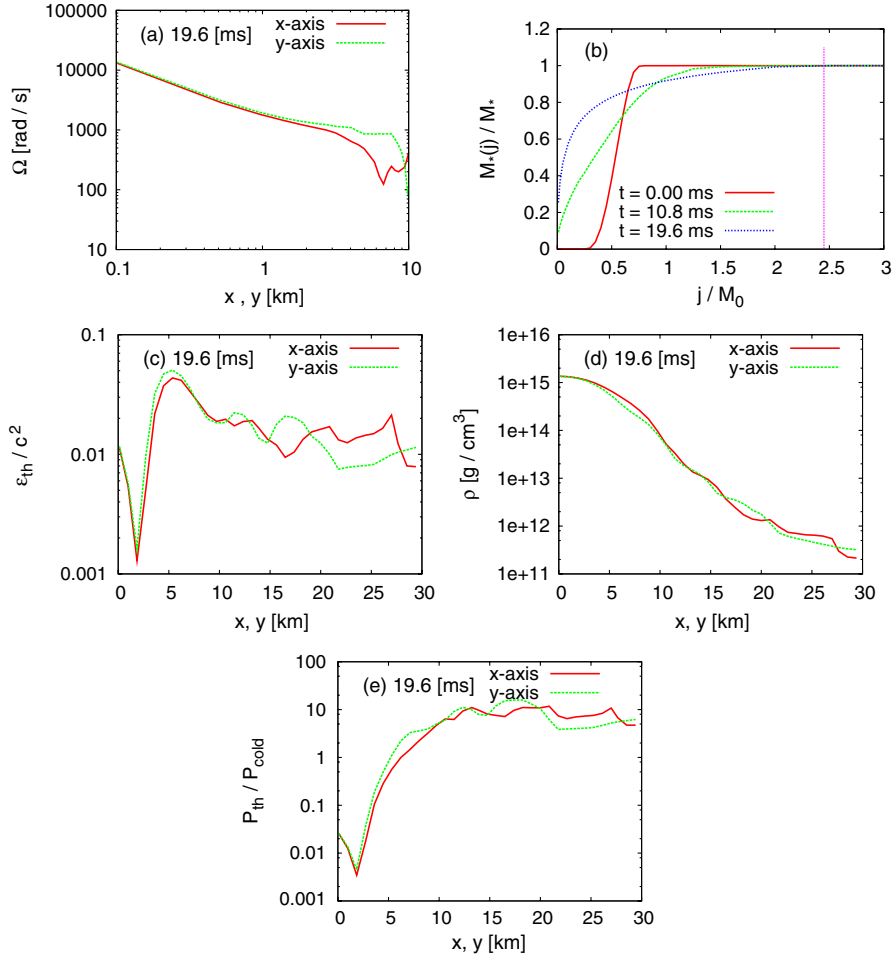 (a) 19.6 [ms]
x-axis
y-axis
100000
10000
1000
100
10
Ω [rad / s]
0.1
1
10
x , y [km]
(b)
1.2
1
0.8
0.6
0.4
0.2
0
M*(j) / M*
t = 0.00 ms
t = 10.8 ms
t = 19.6 ms
0
0.5
1
1.5
2
2.5
3
j / M0
(c) 19.6 [ms]
x-axis
y-axis
0.1
0.01
0.001
εth / c²
0
5
10
15
20
25
30
x, y [km]
(d) 19.6 [ms]
x-axis
y-axis
1e+16
1e+15
1e+14
1e+13
1e+12
1e+11
ρ [g / cm³]
0
5
10
15
20
25
30
x, y [km]
(e) 19.6 [ms]
x-axis
y-axis
100
10
1
0.1
0.01
0.001
Pth / Pcold
0
5
10
15
20
25
30
x, y [km]